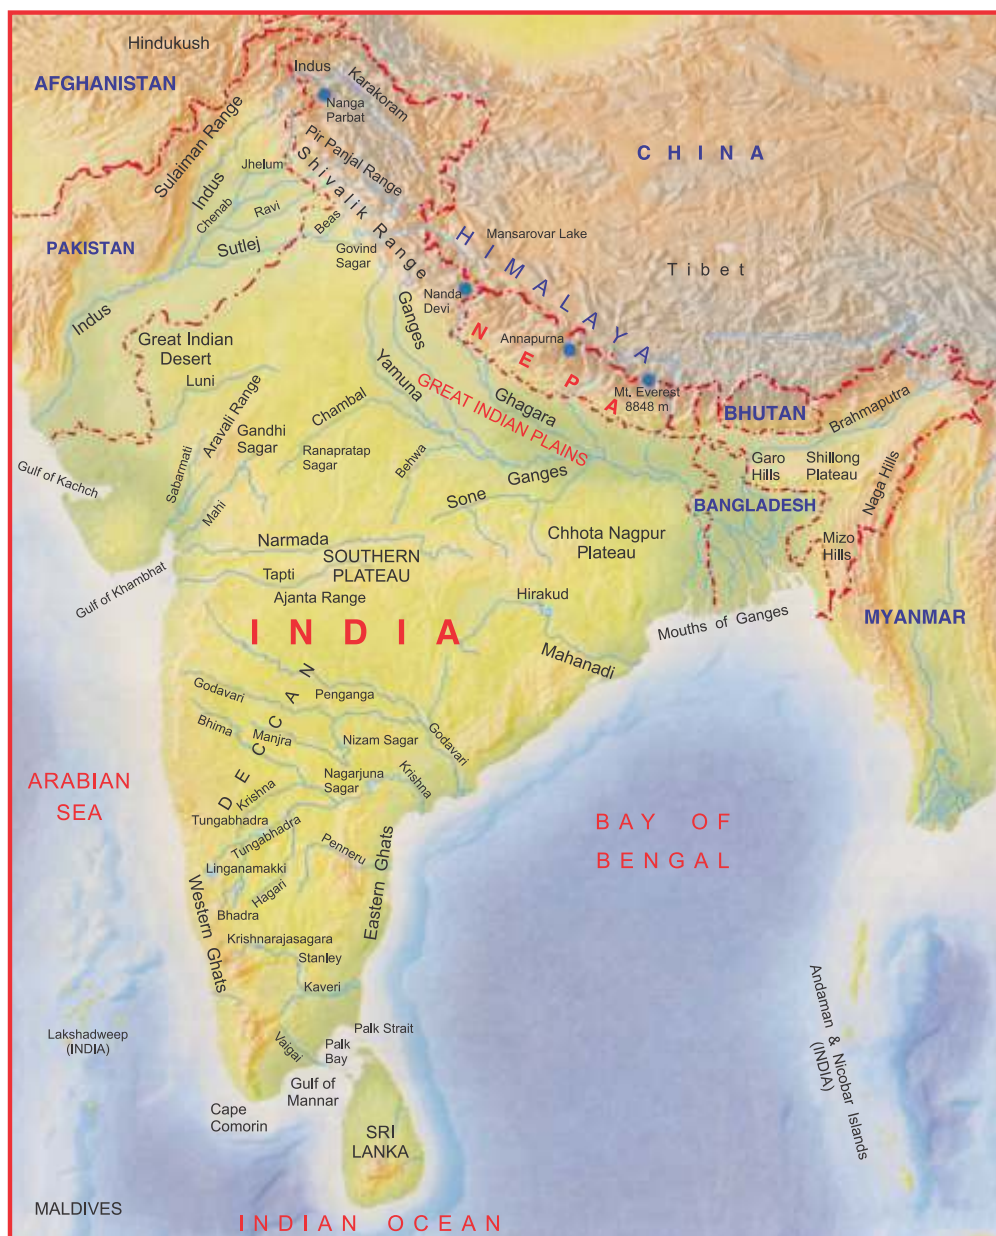 Hindukush
AFGHANISTAN
Indus
Karakoram
Nanga
Parbat
Sulaiman Range
Pir Panjal Range
CHINA
Jhelum
Shivalik Range
Indus
Chenab
Ravi
Beas
PAKISTAN
Sutlej
Govind
Sagar
HIMALAYA
Mansarovar Lake
Tibet
Indus
Ganges
Nanda
Devi
Great Indian
Desert
Annapurna
NEPA
Luni
Yamuna
GREAT INDIAN PLAINS
Ghagara
Mt. Everest
8848 m
BHUTAN
Brahmaputra
Aravali Range
Chambal
Gandhi
Sagar
Ranapratap
Sagar
Behwa
Garo
Hills
Shillong
Plateau
Naga Hills
Gulf of Kachch
Sabarmati
Mahi
Sone
Ganges
BANGLADESH
Narmada
SOUTHERN
PLATEAU
Chhota Nagpur
Plateau
Mizo
Hills
Gulf of Khambhat
Tapti
Ajanta Range
Hirakud
Mouths of Ganges
MYANMAR
INDIA
Mahanadi
DECCAN
Godavari
Penganga
Bhima
Manjra
Nizam Sagar
Godavari
ARABIAN
SEA
Krishna
Nagarjuna
Sagar
Krishna
Tungabhadra
Tungabhadra
BAY OF
BENGAL
Penneru
Eastern Ghats
Linganamakki
Hagari
Western Ghats
Bhadra
Krishnarajasagara
Stanley
Kaveri
Andaman & Nicobar Islands
(INDIA)
Lakshadweep
(INDIA)
Palk Strait
Vaigai
Palk
Bay
Gulf of
Mannar
Cape
Comorin
SRI
LANKA
MALDIVES
INDIAN OCEAN